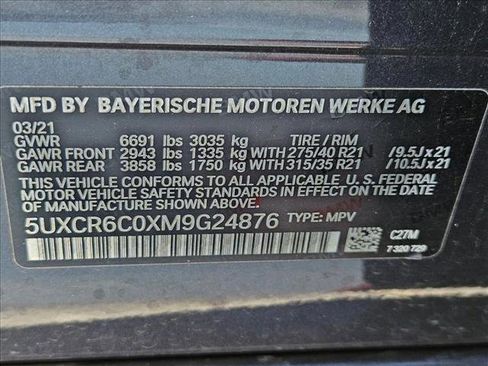 MFD BY BAYERISCHE MOTOREN WERKE AG
03/21
GVWR 6691 lbs 3035 kg TIRE / RIM
GAWR FRONT 2943 lbs 1335 kg WITH 275/40 R21 /9.5Jx21
GAWR REAR 3858 lbs 1750 kg WITH 315/35 R21 /10.5Jx21
THIS VEHICLE CONFORMS TO ALL APPLICABLE U. S. FEDERAL
MOTOR VEHICLE SAFETY STANDARDS IN EFFECT ON THE DATE OF
MANUFACTURE SHOWN ABOVE.
5UXCR6C0XM9G24876 TYPE: MPV
C27M
7 320 729